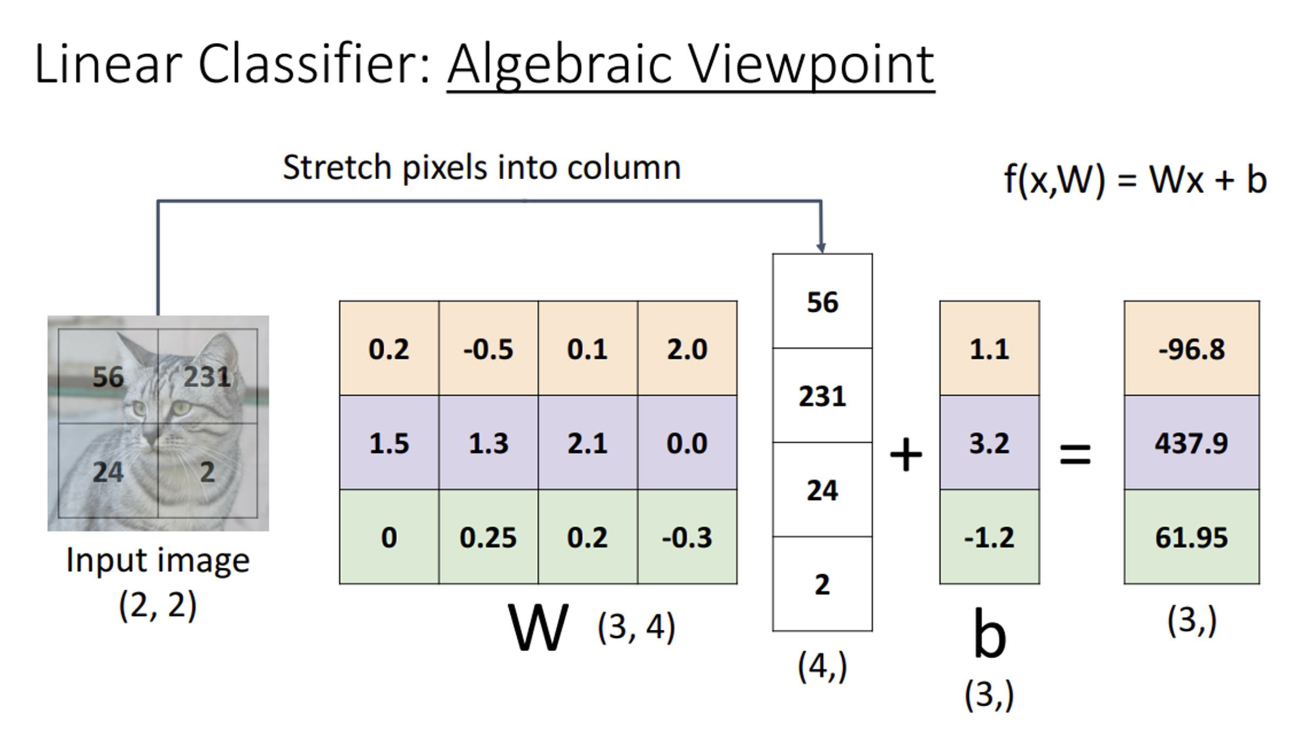 Linear Classifier: Algebraic Viewpoint
Stretch pixels into column
f(x,W) = Wx + b
56 231
24 2
Input image
(2, 2)
0.2 -0.5 0.1 2.0
1.5 1.3 2.1 0.0
0 0.25 0.2 -0.3
W (3, 4)
56
231
24
2
(4,)
+
1.1
3.2
-1.2
b
(3,)
=
-96.8
437.9
61.95
(3,)